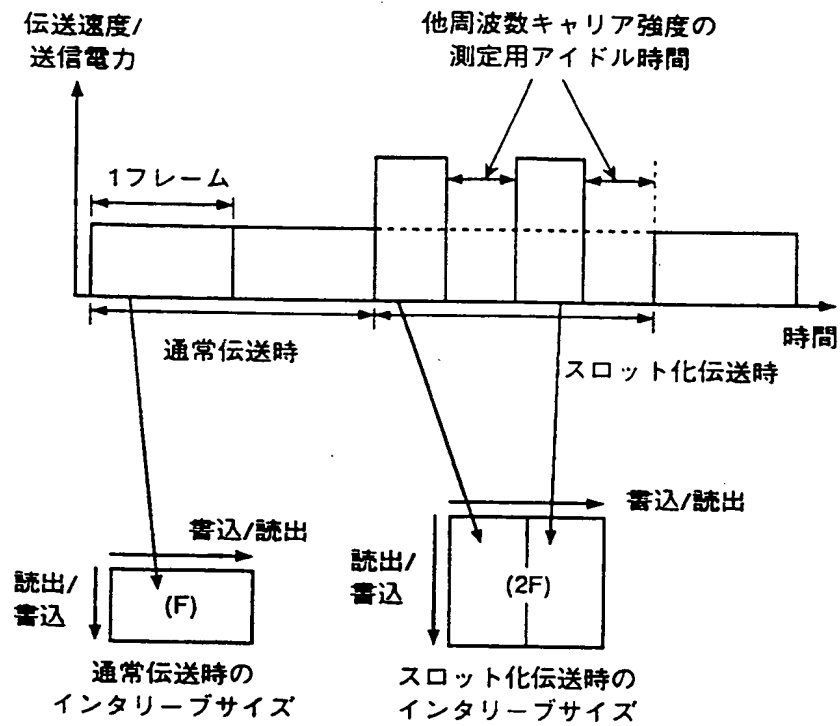 伝送速度/
送信電力
他周波数キャリア強度の
測定用アイドル時間
1フレーム
時間
通常伝送時
スロット化伝送時
書込/読出
読出/
書込
(F)
通常伝送時の
インタリーブサイズ
書込/読出
読出/
書込
(2F)
スロット化伝送時の
インタリーブサイズ